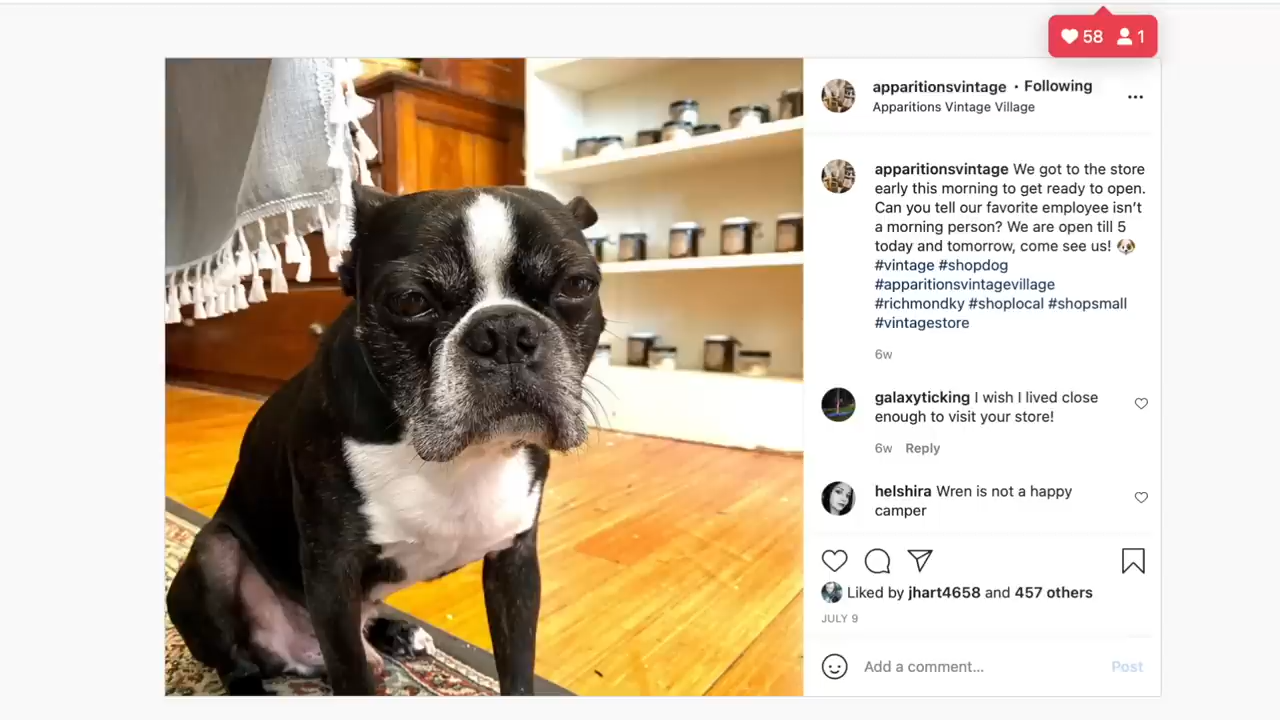 58 1
apparitionsvintage • Following
Apparitions Vintage Village
apparitionsvintage We got to the store
early this morning to get ready to open.
Can you tell our favorite employee isn’t
a morning person? We are open till 5
today and tomorrow, come see us! 🐶
#vintage #shopdog
#apparitionsvintagevillage
#richmondky #shoplocal #shopsmall
#vintagestore
6w
galaxyticking I wish I lived close
enough to visit your store!
6w Reply
helshira Wren is not a happy
camper
Liked by jhart4658 and 457 others
JULY 9
Add a comment... Post